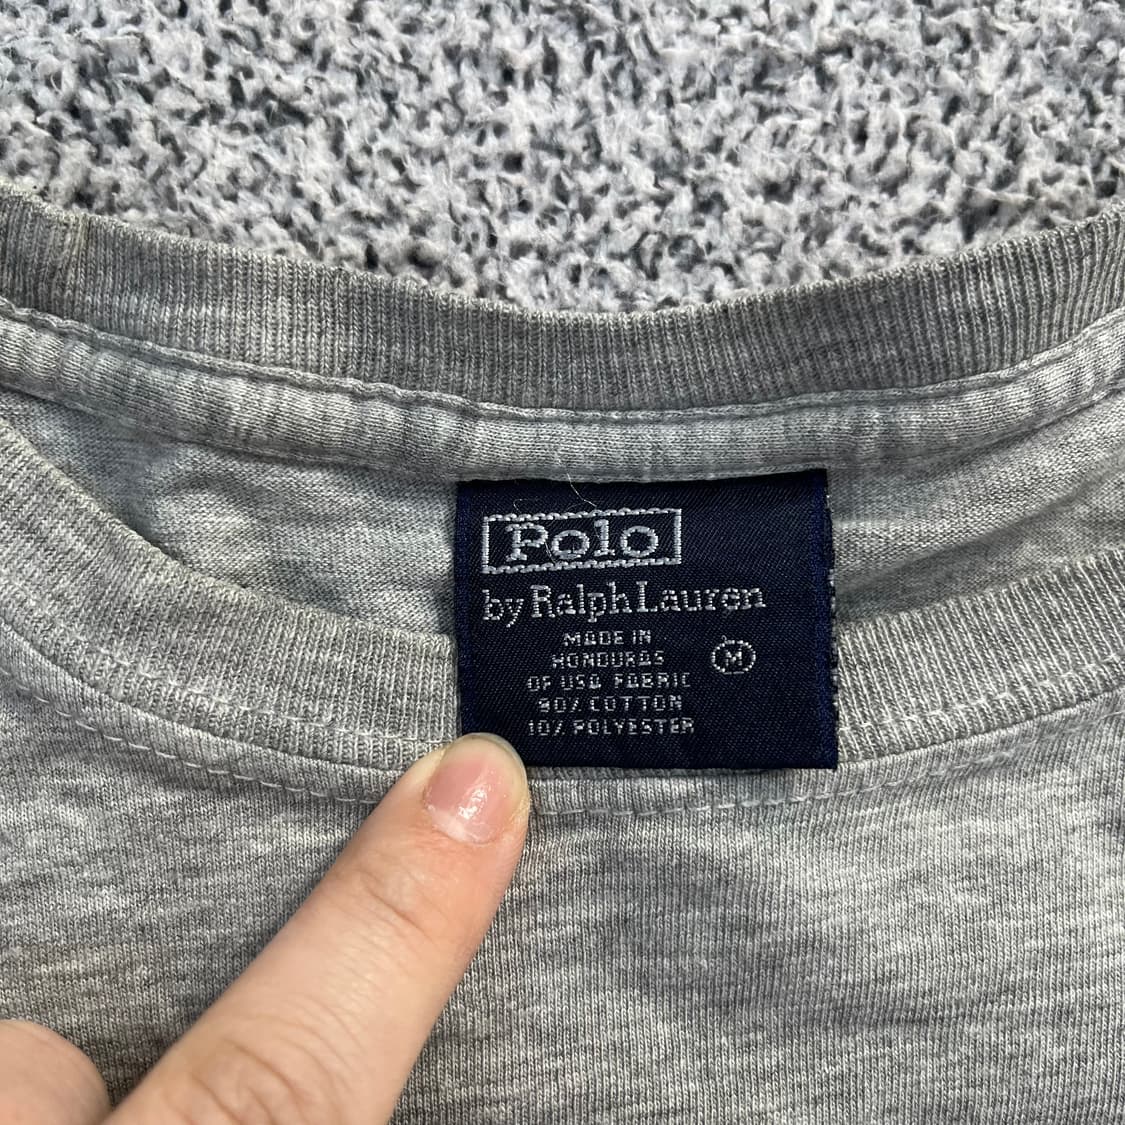 Polo
by Ralph Lauren
MADE IN
HONDURAS
OF USA FABRIC
90% COTTON
10% POLYESTER
M